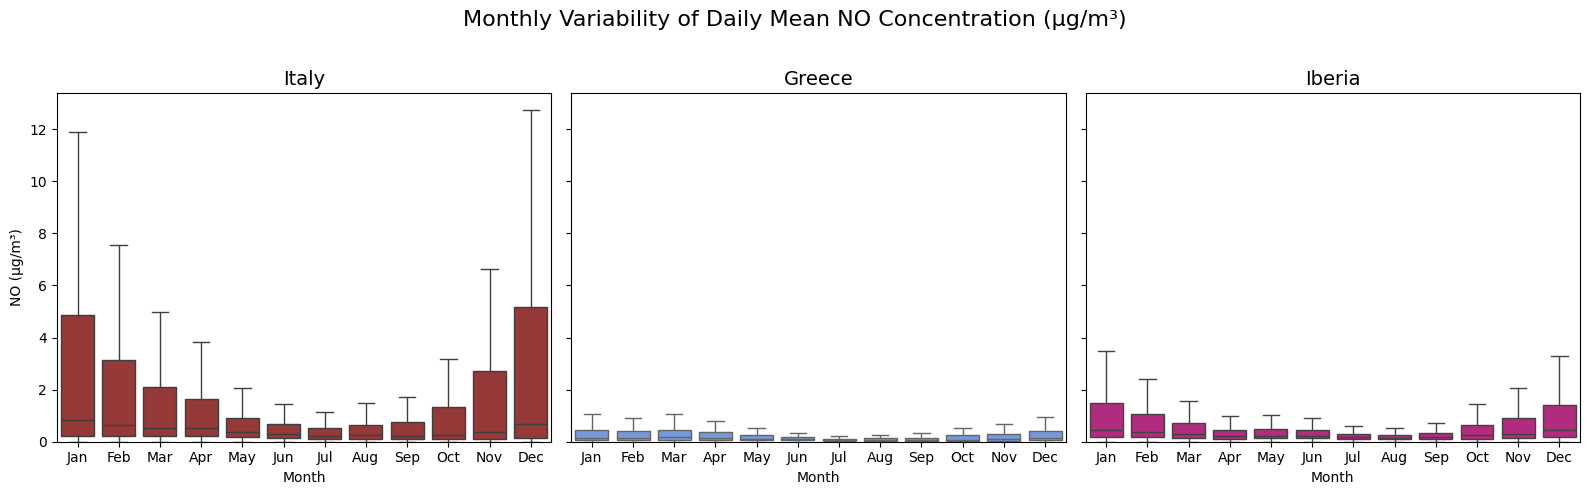 Monthly Variability of Daily Mean NO Concentration (μg/m³)
Italy
Greece
Iberia
NO (μg/m³)
12
10
8
6
4
2
0
Jan Feb Mar Apr May Jun Jul Aug Sep Oct Nov Dec
Jan Feb Mar Apr May Jun Jul Aug Sep Oct Nov Dec
Jan Feb Mar Apr May Jun Jul Aug Sep Oct Nov Dec
Month
Month
Month